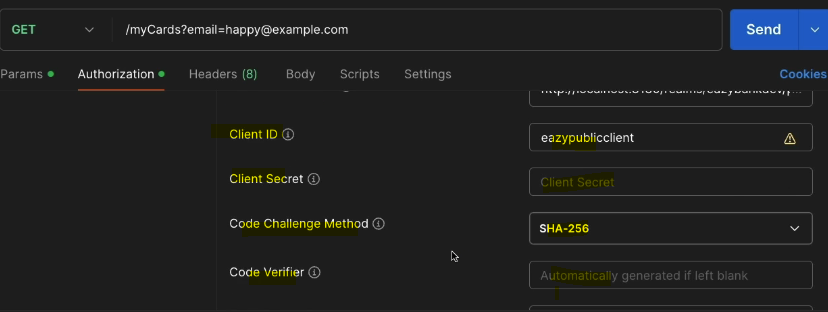 GET /myCards?email=happy@example.com Send
Params Authorization Headers (8) Body Scripts Settings Cookies
Client ID eazypublicclient
Client Secret Client Secret
Code Challenge Method SHA-256
Code Verifier Automatically generated if left blank